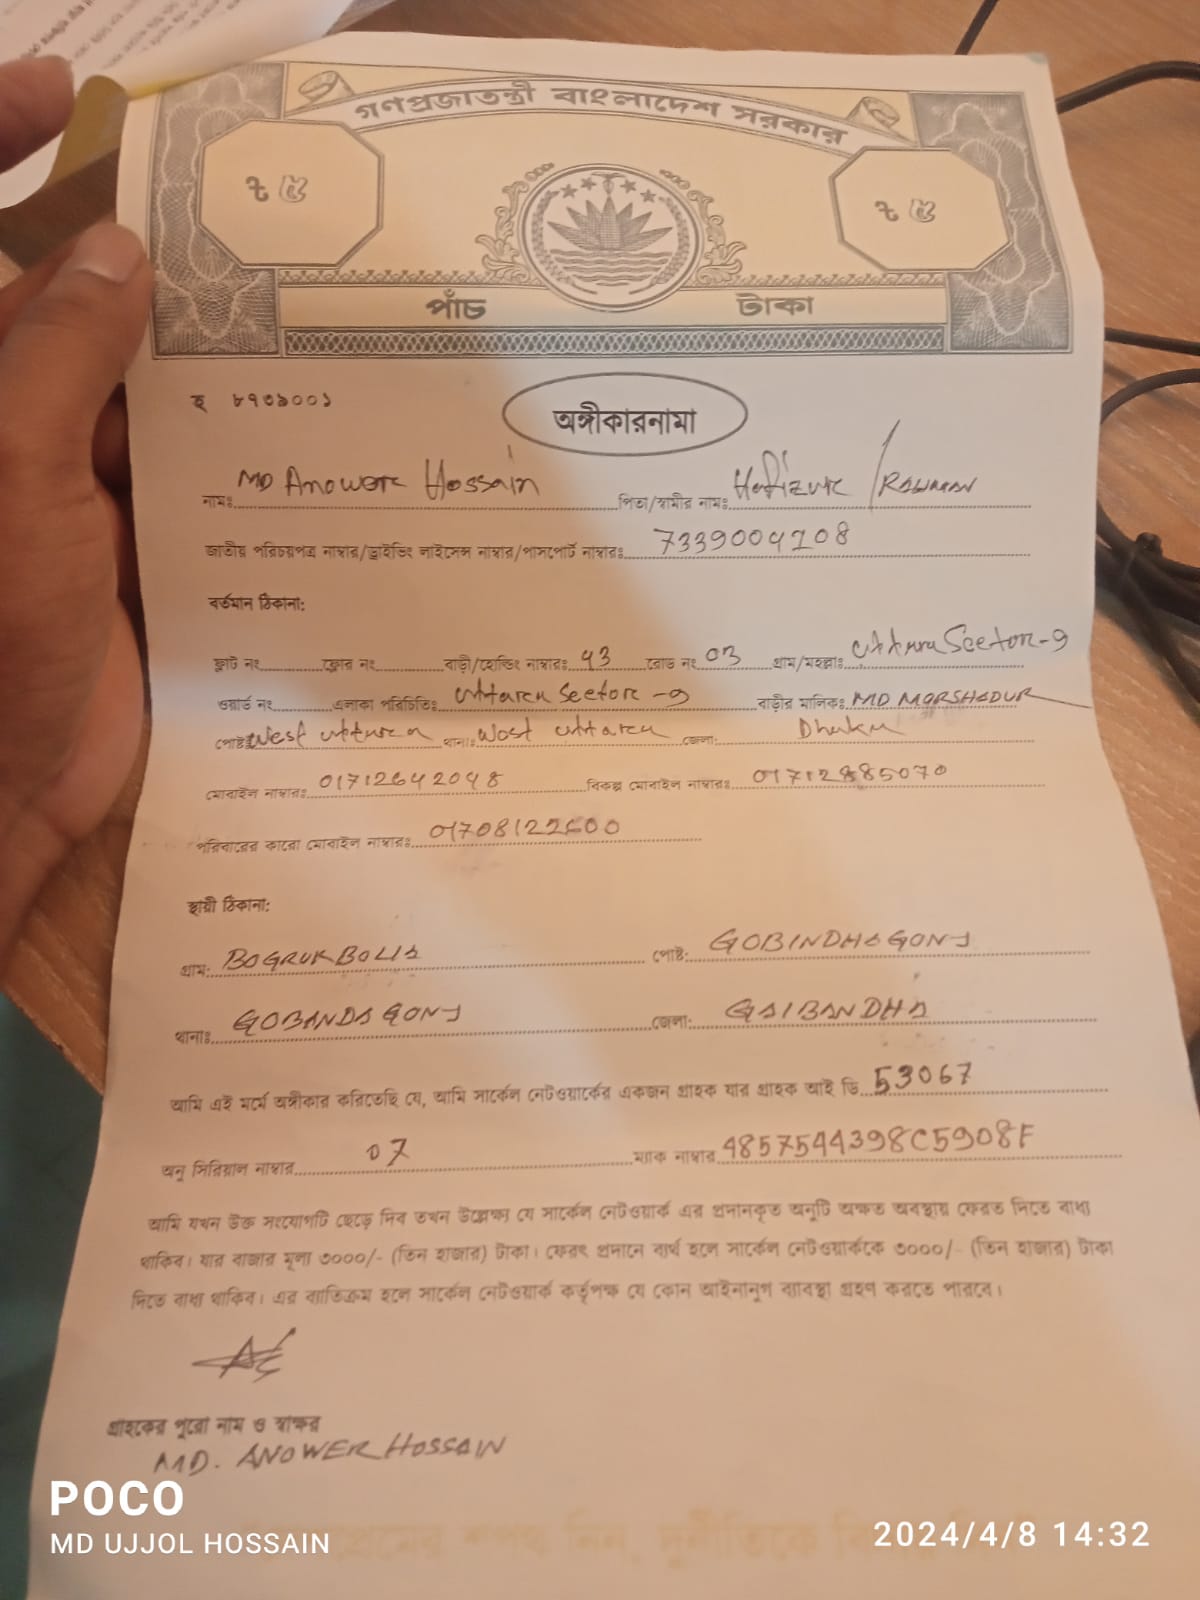 গণপ্রজাতন্ত্রী বাংলাদেশ সরকার
৳ ৫ ৳ ৫
পাঁচ টাকা
হ ৮৭৩৯০০১
অঙ্গীকারনামা
নামঃ MD Anower Hossain পিতা/স্বামীর নামঃ Hafizur RAHMAN
জাতীয় পরিচয়পত্র নাম্বার/ড্রাইভিং লাইসেন্স নাম্বার/পাসপোর্ট নাম্বারঃ 7339004108
বর্তমান ঠিকানা:
ফ্লাট নং ফ্লোর নং বাড়ী/হোল্ডিং নাম্বারঃ 43 রোড নং 03 গ্রাম/মহল্লাঃ uttara Sector-9
ওয়ার্ড নং এলাকা পরিচিতিঃ uttara Sector-9 বাড়ীর মালিকঃ MD MORSHADUR
পোষ্টঃ West uttara থানাঃ West uttara জেলা: Dhaka
মোবাইল নাম্বারঃ 01712642048 বিকল্প মোবাইল নাম্বারঃ 01712885070
পরিবারের কারো মোবাইল নাম্বারঃ 01708122600
স্থায়ী ঠিকানা:
গ্রাম: পোষ্ট: GOBINDHAGONJ
থানাঃ GOBANDAGONJ জেলা: GAIBANDHA
আমি এই মর্মে অঙ্গীকার করিতেছি যে, আমি সার্কেল নেটওয়ার্কের একজন গ্রাহক যার গ্রাহক আই ডি 53067
অনু সিরিয়াল নাম্বার 07 ম্যাক নাম্বার 4857544398C5908F
আমি যখন উক্ত সংযোগটি ছেড়ে দিব তখন উল্লেক্ষ্য যে সার্কেল নেটওয়ার্ক এর প্রদানকৃত অনুটি অক্ষত অবস্থায় ফেরত দিতে বাধ্য
থাকিব। যার বাজার মূল্য ৩০০০/- (তিন হাজার) টাকা। ফেরৎ প্রদানে ব্যর্থ হলে সার্কেল নেটওয়ার্ককে ৩০০০/- (তিন হাজার) টাকা
দিতে বাধ্য থাকিব। এর ব্যাতিক্রম হলে সার্কেল নেটওয়ার্ক কর্তৃপক্ষ যে কোন আইনানুগ ব্যাবস্থা গ্রহণ করতে পারবে।
গ্রাহকের পুরো নাম ও স্বাক্ষর
MD. ANOWER HOSSAIN
POCO
MD UJJOL HOSSAIN 2024/4/8 14:32